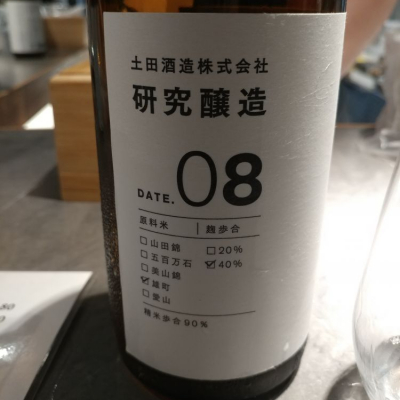 土田酒造株式会社
研究醸造
DATE. 08
原料米 麹歩合
□山田錦 □20%
□五百万石 ☑40%
□美山錦
☑雄町
□愛山
精米歩合90%
50